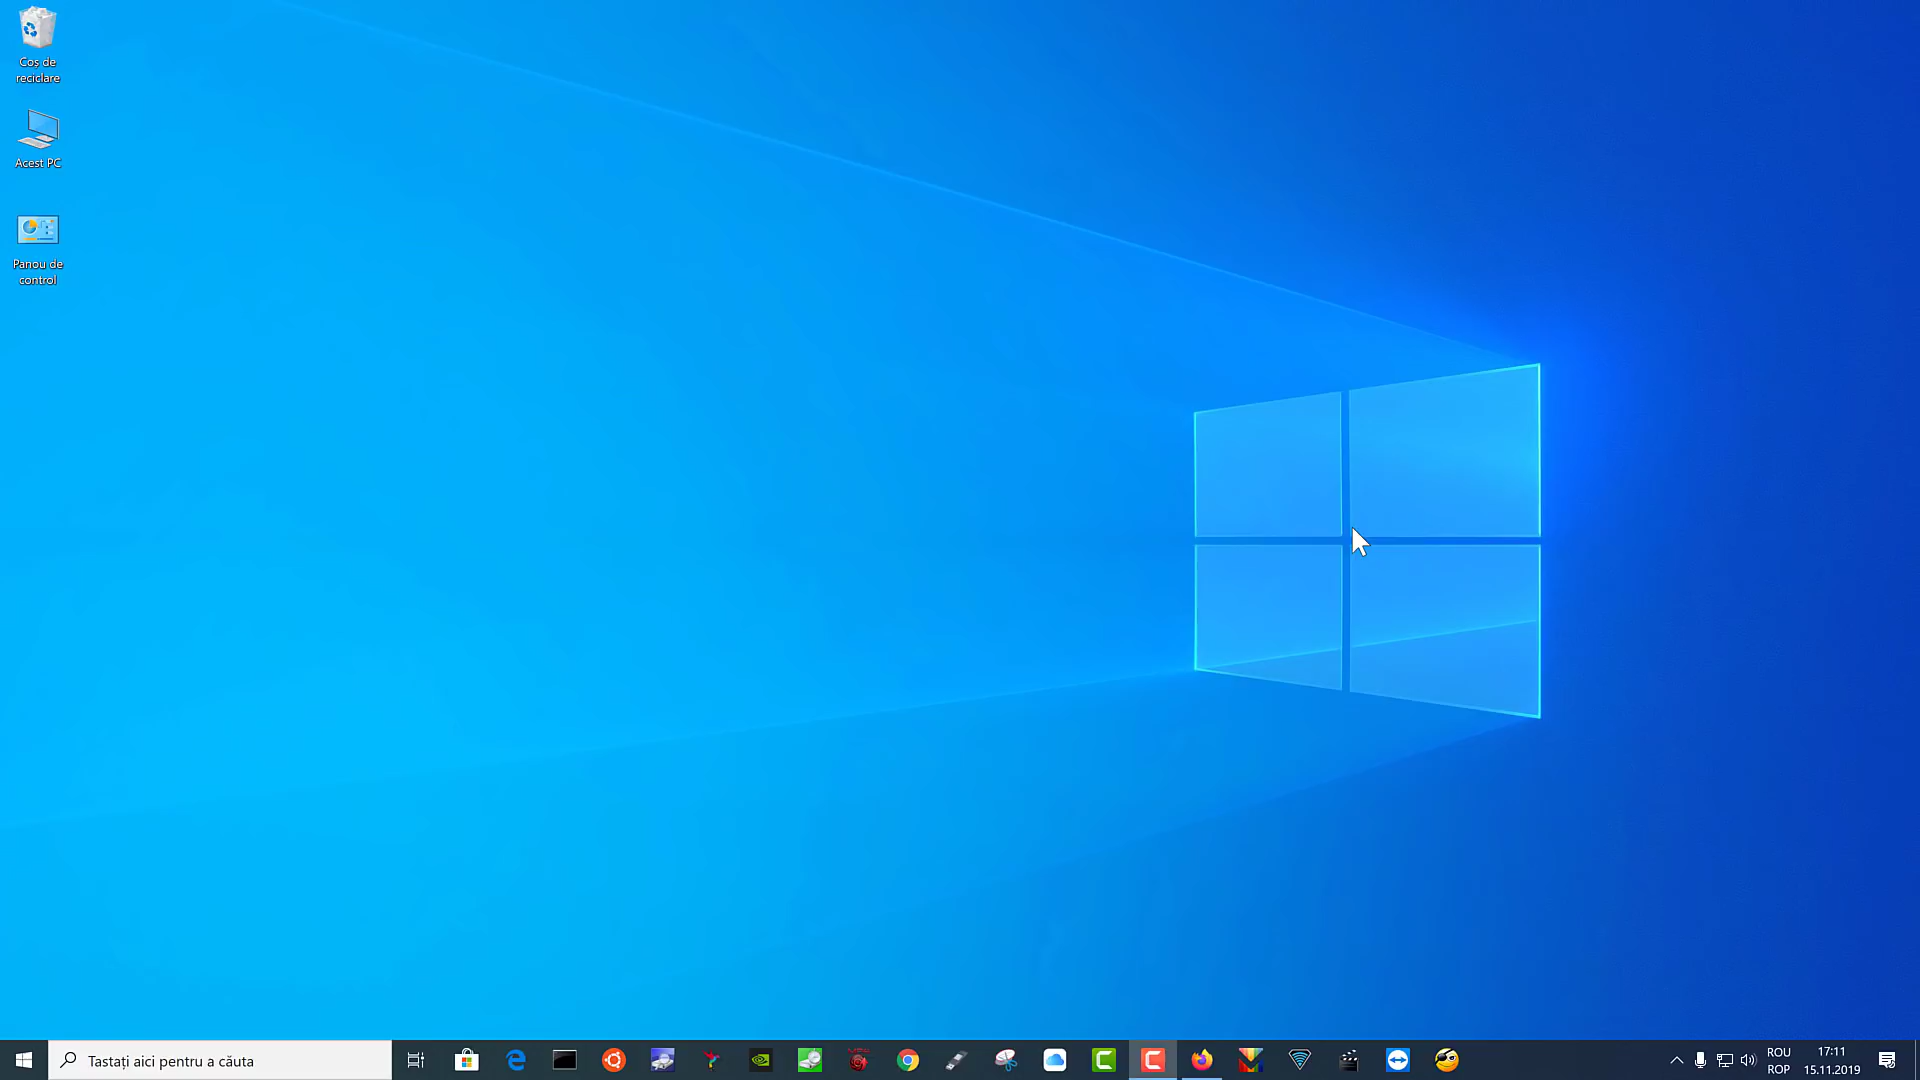 Coș de
reciclare
Acest PC
Panou de
control
Tastați aici pentru a căuta
ROU
ROP
17:11
15.11.2019